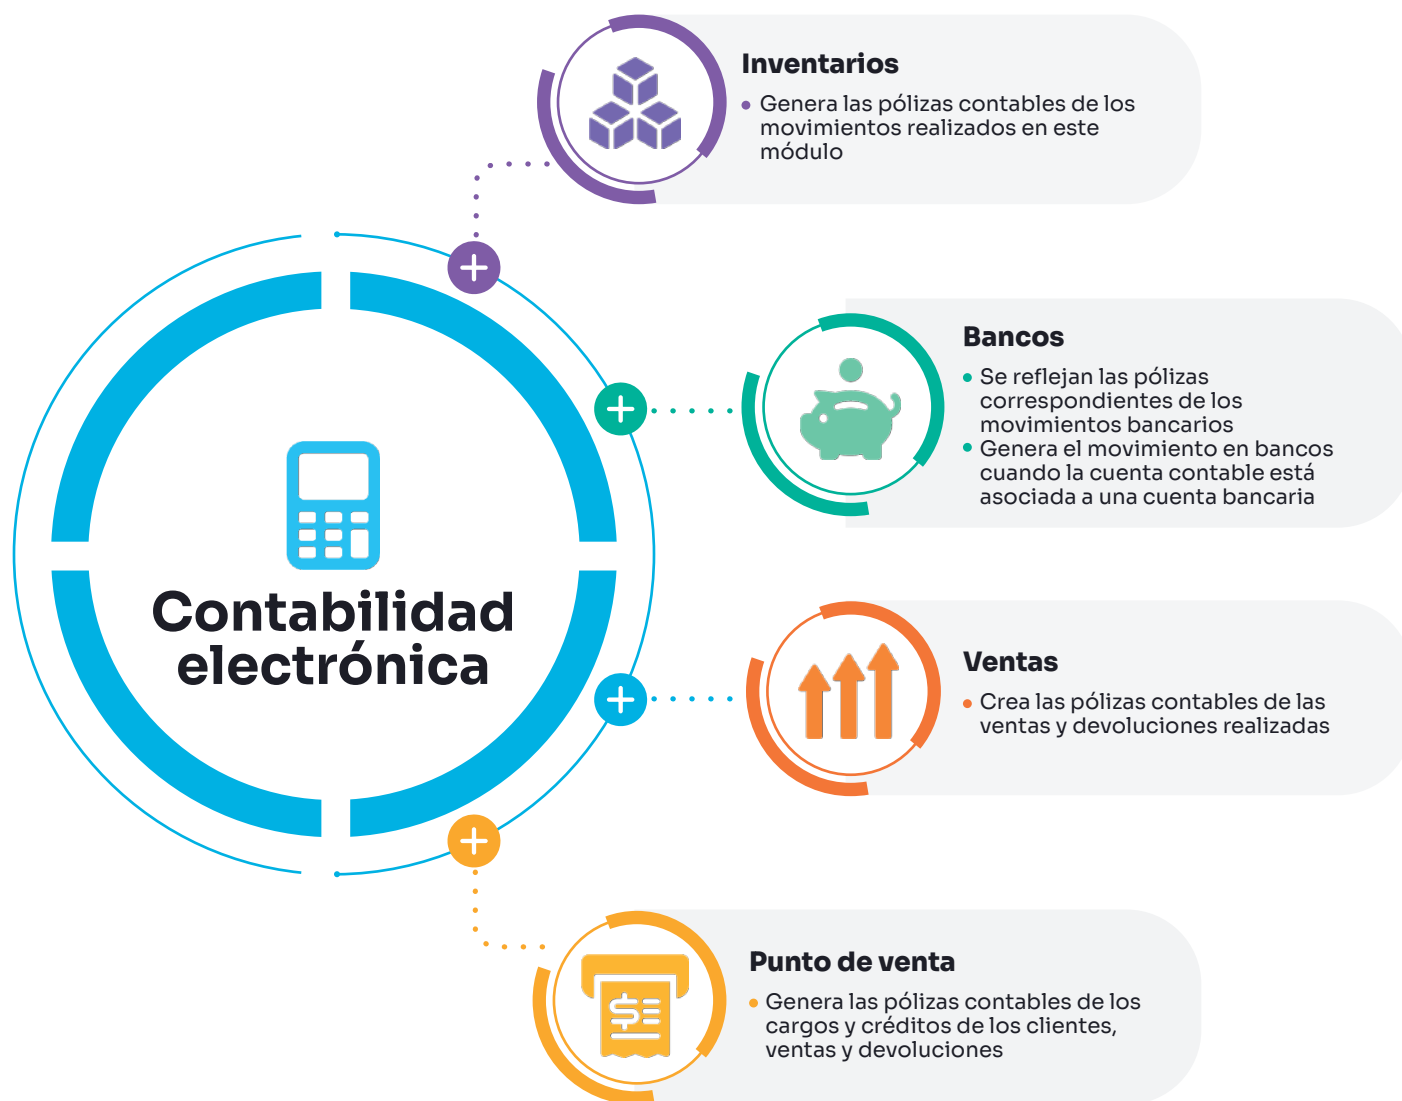 Inventarios
Genera las pólizas contables de los
movimientos realizados en este
módulo
Bancos
Se reflejan las pólizas
correspondientes de los
movimientos bancarios
Genera el movimiento en bancos
cuando la cuenta contable está
asociada a una cuenta bancaria
Contabilidad
electrónica
Ventas
Crea las pólizas contables de las
ventas y devoluciones realizadas
Punto de venta
Genera las pólizas contables de los
cargos y créditos de los clientes,
ventas y devoluciones